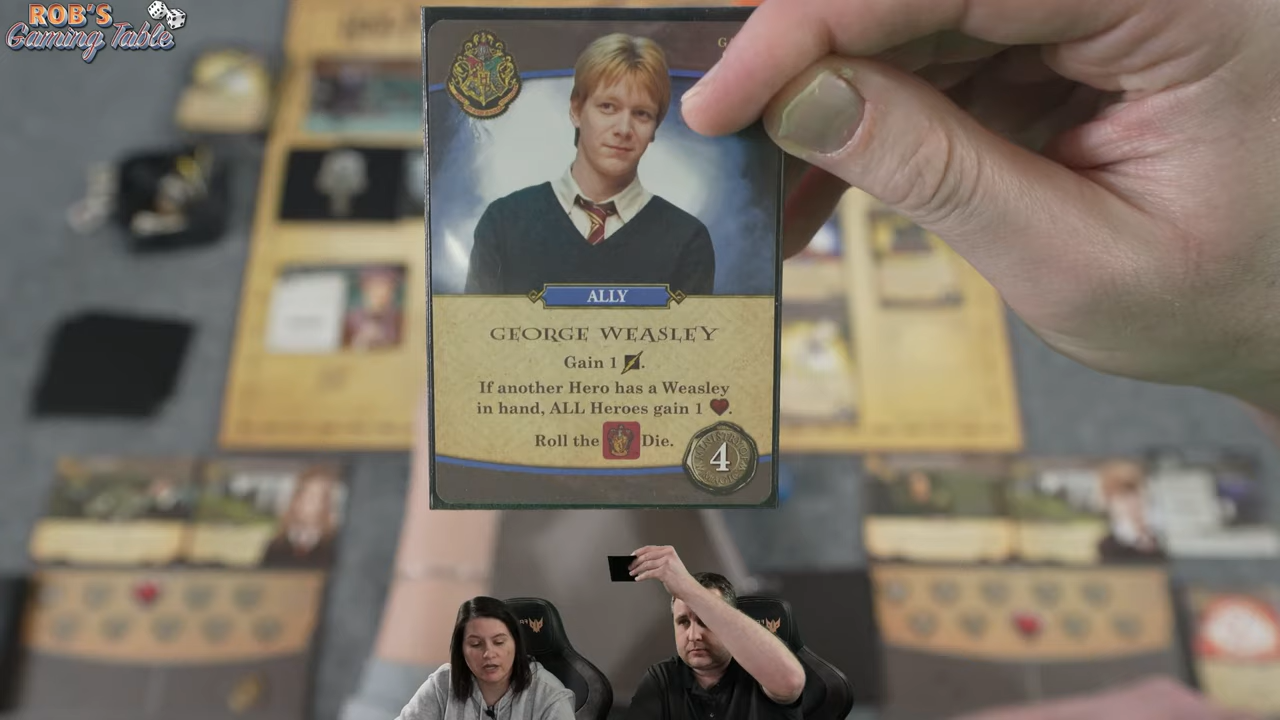 ROB'S
Gaming Table
G
ALLY
GEORGE WEASLEY
Gain 1 .
If another Hero has a Weasley
in hand, ALL Heroes gain 1 .
Roll the Die.
4